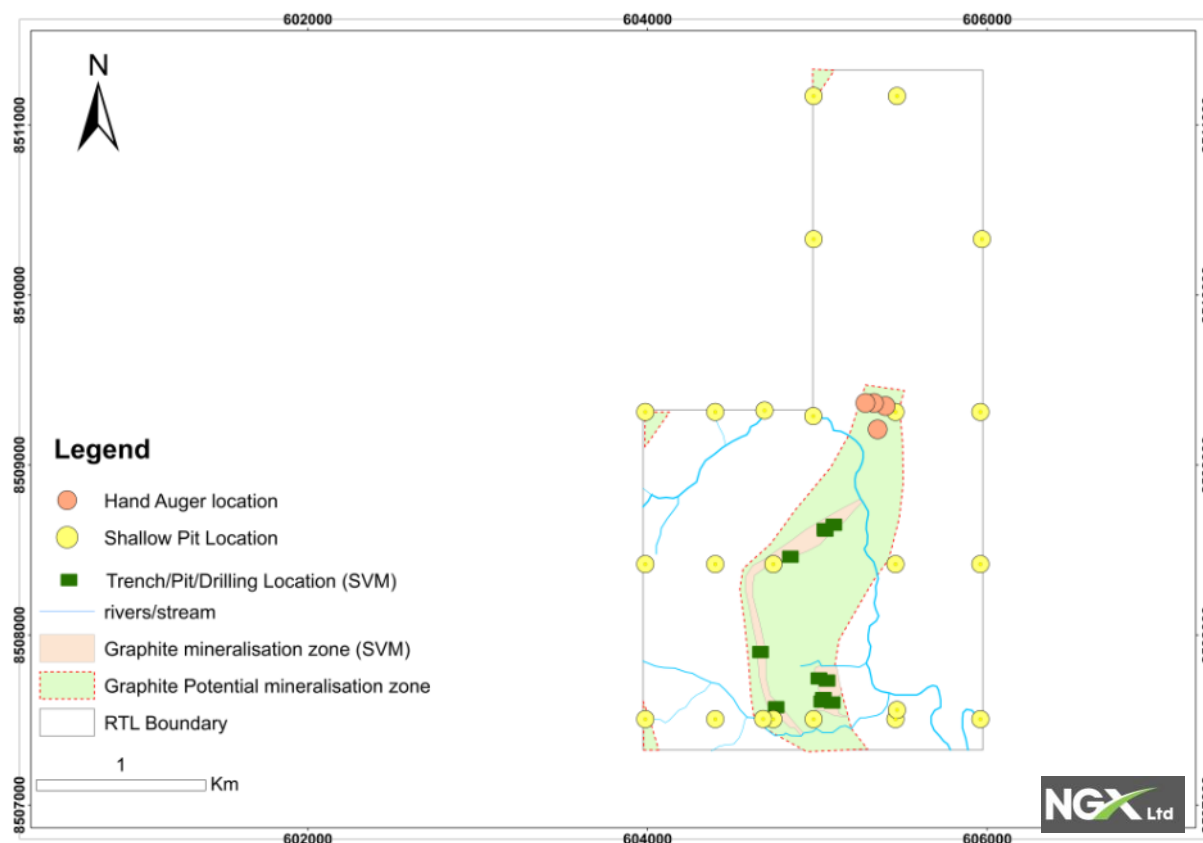 602000 604000 606000
N
8511000
8510000
8509000
8508000
8507000
Legend
Hand Auger location
Shallow Pit Location
Trench/Pit/Drilling Location (SVM)
rivers/stream
Graphite mineralisation zone (SVM)
Graphite Potential mineralisation zone
RTL Boundary
1
Km
NGX Ltd
602000 604000 606000